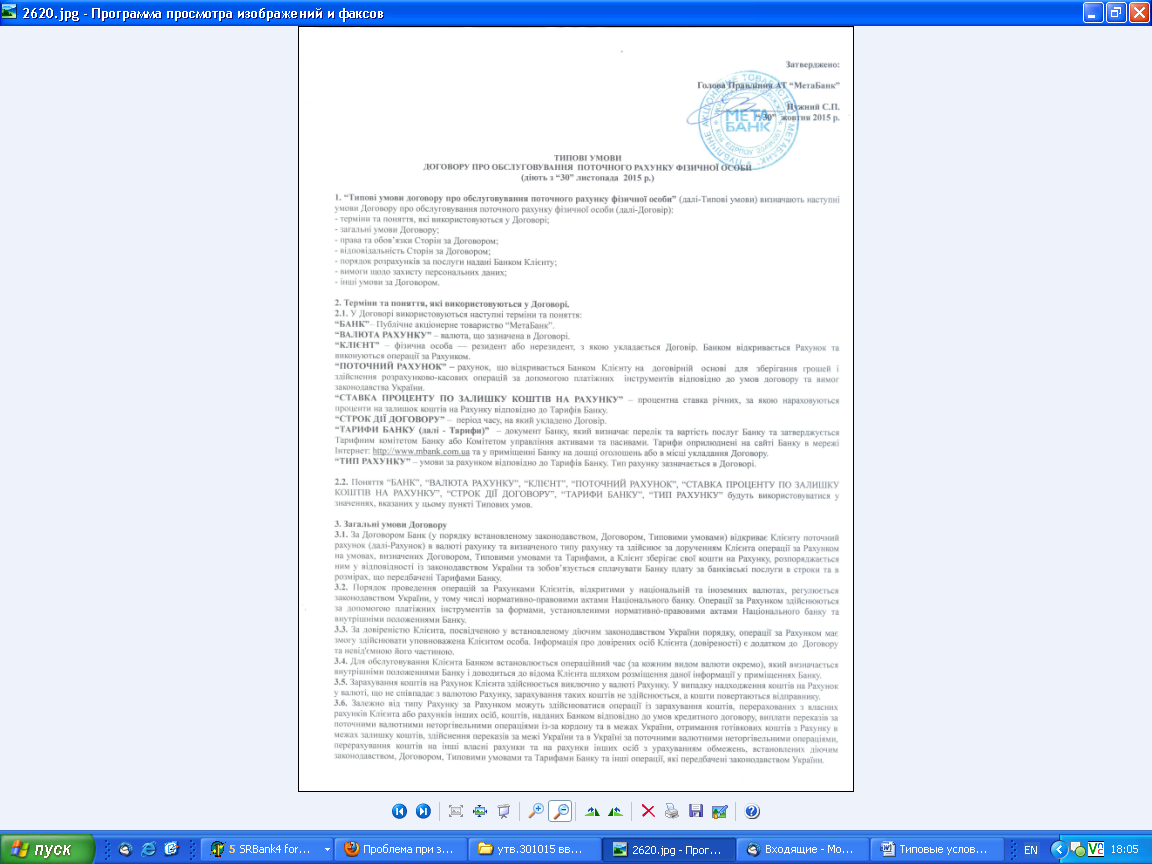 2620.jpg - Программа просмотра изображений и факсов
Затверджено:
Голова Правління АТ “МетаБанк”
Нужний С.П.
“30” жовтня 2015 р.
МЕТА
БАНК
ТИПОВІ УМОВИ
ДОГОВОРУ ПРО ОБСЛУГОВУВАННЯ ПОТОЧНОГО РАХУНКУ ФІЗИЧНОЇ ОСОБИ
(діють з “30” листопада 2015 р.)
1. “Типові умови договору про обслуговування поточного рахунку фізичної особи” (далі-Типові умови) визначають наступні
умови Договору про обслуговування поточного рахунку фізичної особи (далі-Договір):
- терміни та поняття, які використовуються у Договорі;
- загальні умови Договору;
- права та обов’язки Сторін за Договором;
- відповідальність Сторін за Договором;
- порядок розрахунків за послуги надані Банком Клієнту;
- вимоги щодо захисту персональних даних;
- інші умови за Договором.
2. Терміни та поняття, які використовуються у Договорі.
2.1. У Договорі використовуються наступні терміни та поняття:
“БАНК”– Публічне акціонерне товариство “МетаБанк”.
“ВАЛЮТА РАХУНКУ” – валюта, що зазначена в Договорі.
“КЛІЄНТ” – фізична особа — резидент або нерезидент, з якою укладається Договір. Банком відкривається Рахунок та
виконуються операції за Рахунком.
“ПОТОЧНИЙ РАХУНОК” – рахунок, що відкривається Банком Клієнту на договірній основі для зберігання грошей і
здійснення розрахунково-касових операцій за допомогою платіжних інструментів відповідно до умов договору та вимог
законодавства України.
“СТАВКА ПРОЦЕНТУ ПО ЗАЛИШКУ КОШТІВ НА РАХУНКУ” – процентна ставка річних, за якою нараховуються
проценти на залишок коштів на Рахунку відповідно до Тарифів Банку.
“СТРОК ДІЇ ДОГОВОРУ” – період часу, на який укладено Договір.
“ТАРИФИ БАНКУ (далі - Тарифи)” – документ Банку, який визначає перелік та вартість послуг Банку та затверджується
Тарифним комітетом Банку або Комітетом управління активами та пасивами. Тарифи оприлюднені на сайті Банку в мережі
Інтернет: http://www.mbank.com.ua та у приміщенні Банку на дошці оголошень або в місці укладання Договору.
“ТИП РАХУНКУ” – умови за рахунком відповідно до Тарифів Банку. Тип рахунку зазначається в Договорі.
2.2. Поняття “БАНК”, “ВАЛЮТА РАХУНКУ”, “КЛІЄНТ”, “ПОТОЧНИЙ РАХУНОК”, “СТАВКА ПРОЦЕНТУ ПО ЗАЛИШКУ
КОШТІВ НА РАХУНКУ”, “СТРОК ДІЇ ДОГОВОРУ”, “ТАРИФИ БАНКУ”, “ТИП РАХУНКУ” будуть використовуватися у
значеннях, вказаних у цьому пункті Типових умов.
3. Загальні умови Договору
3.1. За Договором Банк (у порядку встановленому законодавством, Договором, Типовими умовами) відкриває Клієнту поточний
рахунок (далі-Рахунок) в валюті рахунку та визначеного типу рахунку та здійснює за дорученням Клієнта операції за Рахунком
на умовах, визначених Договором, Типовими умовами та Тарифами, а Клієнт зберігає свої кошти на Рахунку, розпоряджається
ним у відповідності із законодавством України та зобов’язується сплачувати Банку плату за банківські послуги в строки та в
розмірах, що передбачені Тарифами Банку.
3.2. Порядок проведення операцій за Рахунками Клієнтів, відкритими у національній та іноземних валютах, регулюється
законодавством України, у тому числі нормативно-правовими актами Національного банку. Операції за Рахунком здійснюються
за допомогою платіжних інструментів за формами, установленими нормативно-правовими актами Національного банку та
внутрішніми положеннями Банку.
3.3. За довіреністю Клієнта, посвідченою у встановленому діючим законодавством України порядку, операції за Рахунком має
змогу здійснювати уповноважена Клієнтом особа. Інформація про довірених осіб Клієнта (довіреності) є додатком до Договору
та невід'ємною його частиною.
3.4. Для обслуговування Клієнта Банком встановлюється операційний час (за кожним видом валюти окремо), який визначається
внутрішніми положеннями Банку і доводиться до відома Клієнта шляхом розміщення даної інформації у приміщеннях Банку.
3.5. Зарахування коштів на Рахунок Клієнта здійснюється виключно у валюті Рахунку. У випадку надходження коштів на Рахунок
у валюті, що не співпадає з валютою Рахунку, зарахування таких коштів не здійснюється, а кошти повертаються відправнику.
3.6. Залежно від типу Рахунку за Рахунком можуть здійснюватися операції із зарахування коштів, перерахованих з власних
рахунків Клієнта або рахунків інших осіб, коштів, наданих Банком відповідно до умов кредитного договору, виплати переказів за
поточними валютними неторгівельними операціями із-за кордону та в межах України, отримання готівкових коштів з Рахунку в
межах залишку коштів, здійснення переказів за межі України та в Україні за поточними валютними неторгівельними операціями,
перерахування коштів на інші власні рахунки та на рахунки інших осіб з урахуванням обмежень, встановлених діючим
законодавством, Договором, Типовими умовами та Тарифами Банку та інші операції, які передбачені законодавством України.
пуск
5 SRBank4 for...
Проблема при з...
утв.301015 вв...
2620.jpg - Прог...
Входящие - Mo...
Типовые услов...
EN
18:05